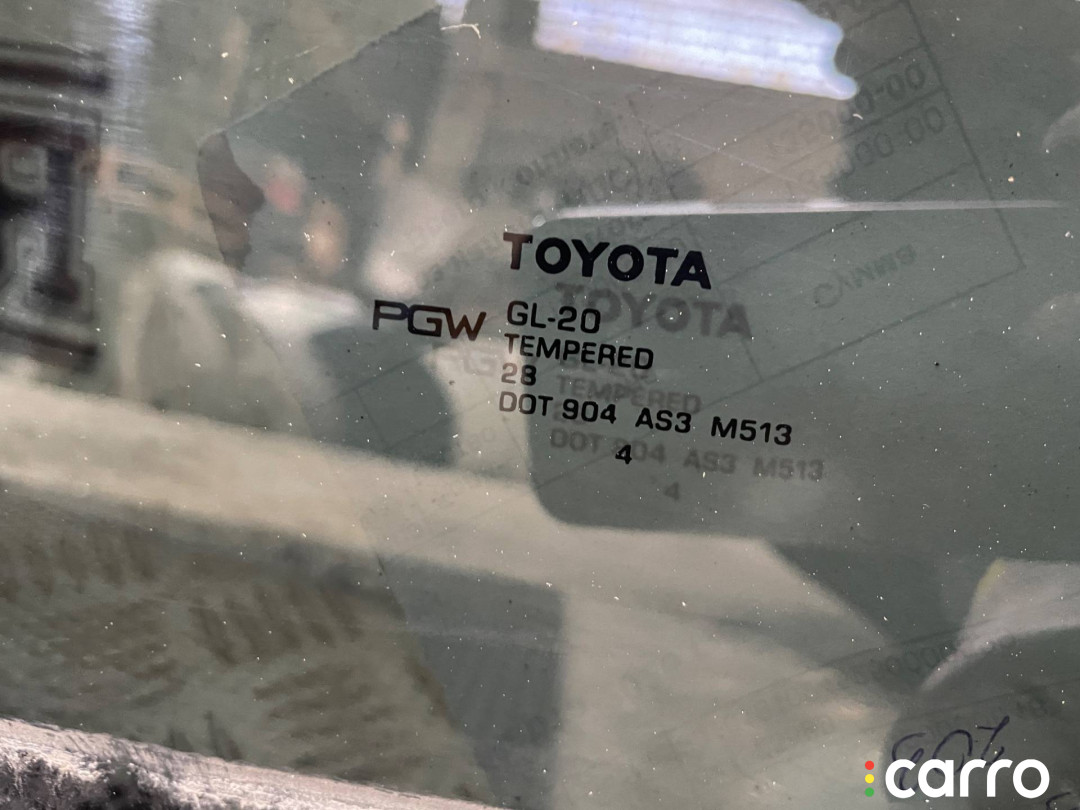 TOYOTA
PGW GL-20
TEMPERED
28
DOT 904 AS3 M513
4
carro